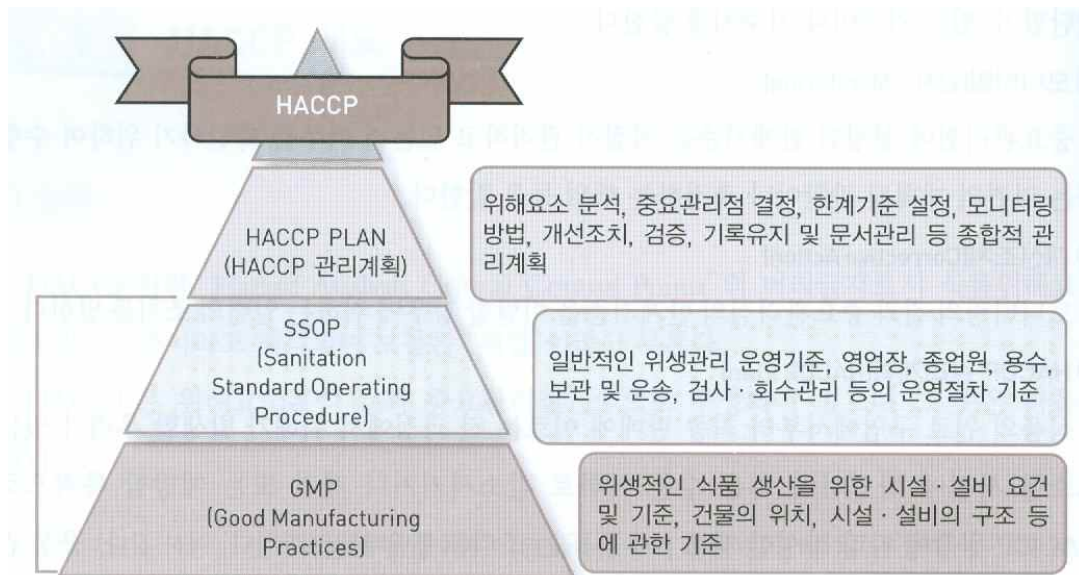 HACCP
HACCP PLAN
(HACCP 관리계획)
위해요소 분석, 중요관리점 결정, 한계기준 설정, 모니터링
방법, 개선조치, 검증, 기록유지 및 문서관리 등 종합적 관
리계획
SSOP
(Sanitation
Standard Operating
Procedure)
일반적인 위생관리 운영기준, 영업장, 종업원, 용수,
보관 및 운송, 검사 · 회수관리 등의 운영절차 기준
GMP
(Good Manufacturing
Practices)
위생적인 식품 생산을 위한 시설 · 설비 요건
및 기준, 건물의 위치, 시설 · 설비의 구조 등
에 관한 기준